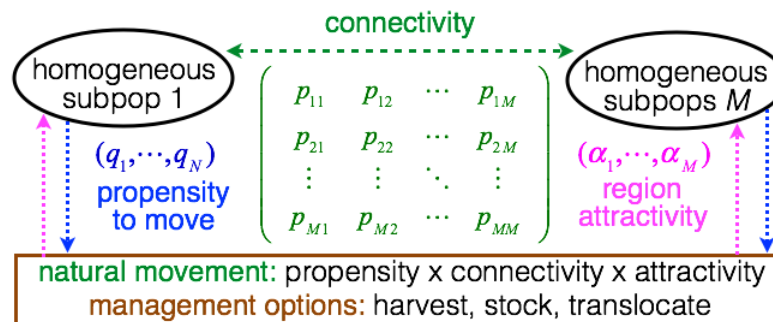 connectivity
homogeneous
subpop 1
homogeneous
subpops M
p₁₁ p₁₂ ⋯ p₁M
p₂₁ p₂₂ ⋯ p₂M
⋮ ⋮ ⋱ ⋮
pM₁ pM₂ ⋯ pMM
(q₁,⋯,qN)
propensity
to move
(α₁,⋯,αM)
region
attractivity
natural movement: propensity x connectivity x attractivity
management options: harvest, stock, translocate